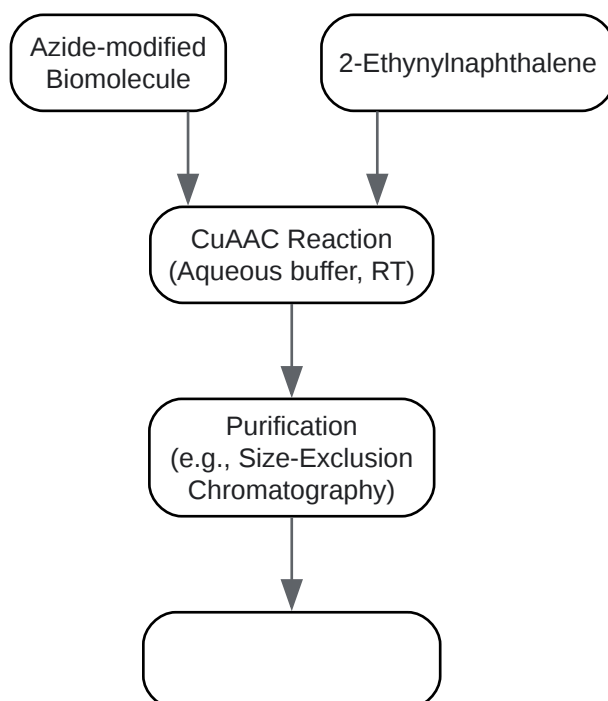 Azide-modified
Biomolecule
2-Ethynylnaphthalene
CuAAC Reaction
(Aqueous buffer, RT)
Purification
(e.g., Size-Exclusion
Chromatography)